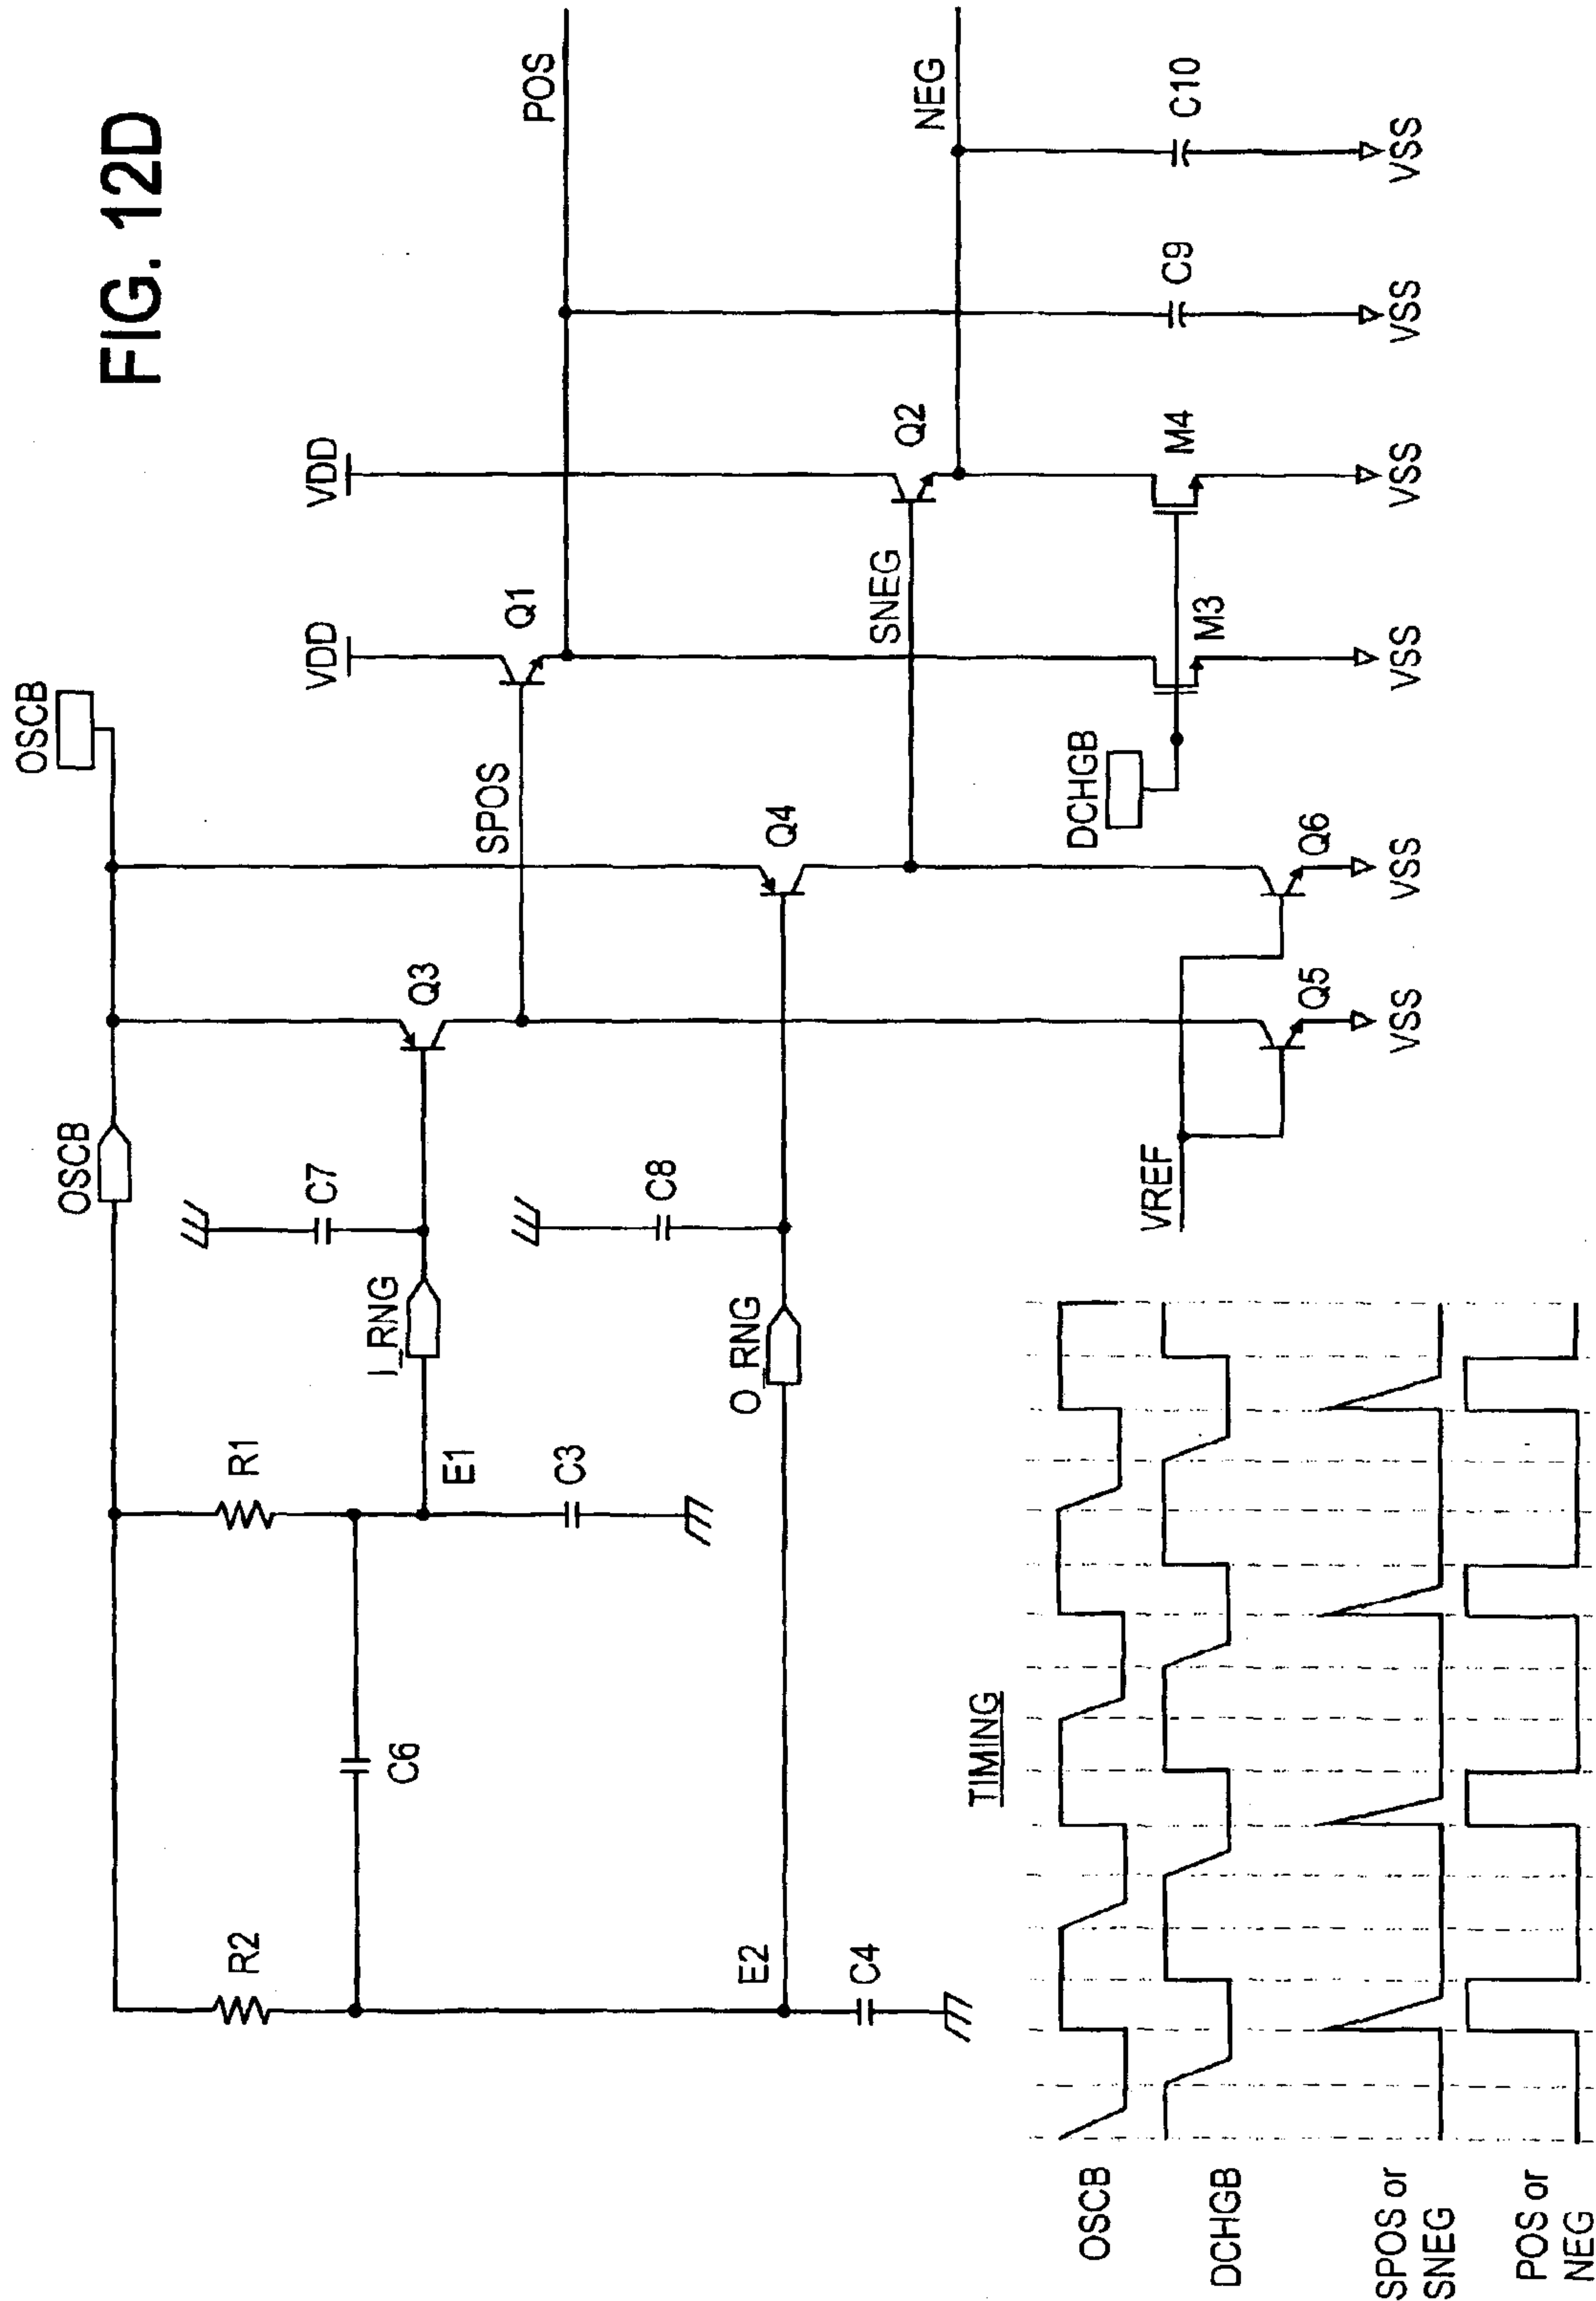 FIG. 12D
OSCB
OSCB
VDD
VDD
POS
R2
R1
C7
Q3
I_RNG
SPOS
Q1
C6
E1
C3
C8
Q4
SNEG
Q2
NEG
E2
O_RNG
C4
DCHGB
M3
M4
C9
C10
VREF
Q5
Q6
VSS
VSS
VSS
VSS
VSS
VSS
TIMING
OSCB
DCHGB
SPOS or
SNEG
POS or
NEG